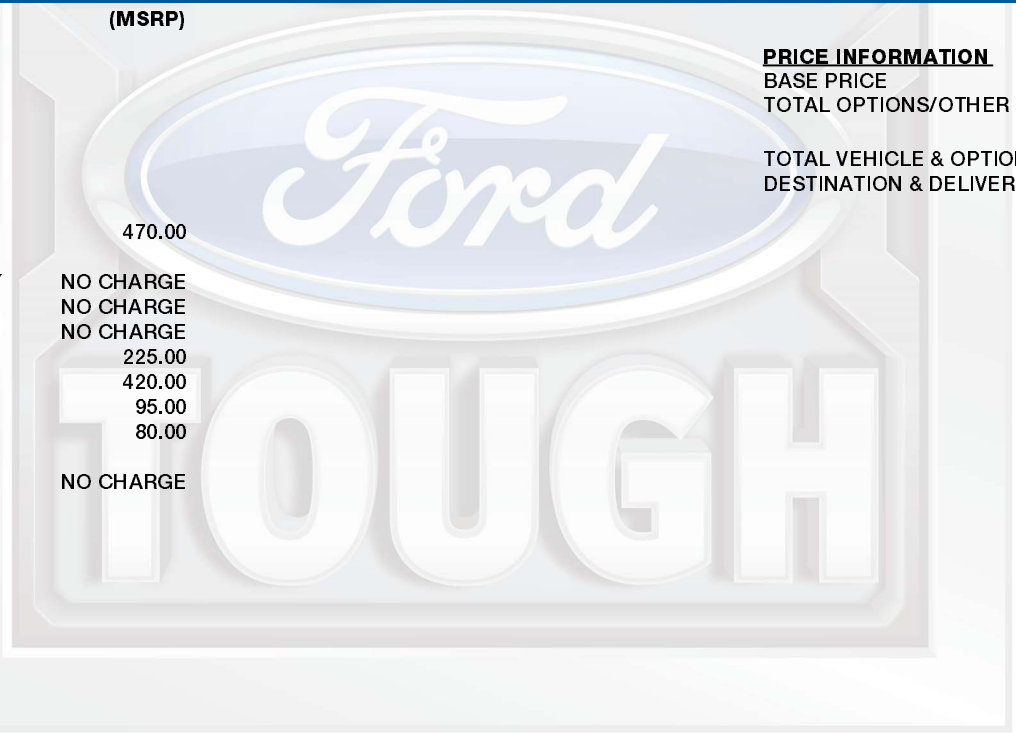 (MSRP)
470.00
NO CHARGE
NO CHARGE
NO CHARGE
225.00
420.00
95.00
80.00
NO CHARGE
PRICE INFORMATION
BASE PRICE
TOTAL OPTIONS/OTHER
TOTAL VEHICLE & OPTIO
DESTINATION & DELIVER
Ford
TOUGH